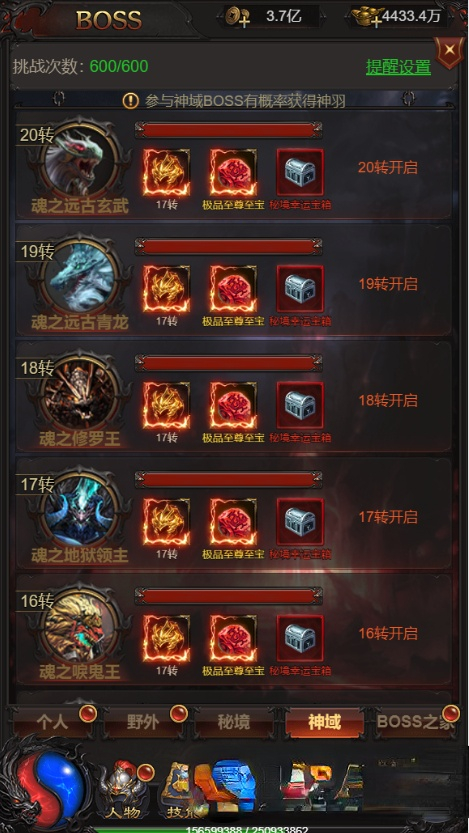 BOSS 3.7亿 4433.4万
挑战次数: 600/600 提醒设置
参与神域BOSS有概率获得神羽
20转
20转开启
17转 极品至尊至宝 秘境幸运宝箱
魂之远古玄武
19转
19转开启
17转 极品至尊至宝 秘境幸运宝箱
魂之远古青龙
18转
18转开启
17转 极品至尊至宝 秘境幸运宝箱
魂之修罗王
17转
17转开启
17转 极品至尊至宝 秘境幸运宝箱
魂之地狱领主
16转
16转开启
17转 极品至尊至宝 秘境幸运宝箱
魂之唳鬼王
个人 野外 秘境 神域 BOSS之家
人物 技能
156599388 / 250933862